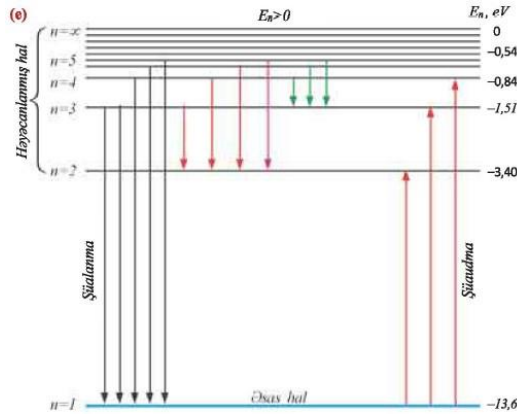 (e)
Eₙ>0
Eₙ, eV
n=∝
0
n=5
-0,54
n=4
-0,84
n=3
-1,51
n=2
-3,40
Həyəcanlanmış hal
Şüalanma
Şüaudma
n=1
Əsas hal
-13,6